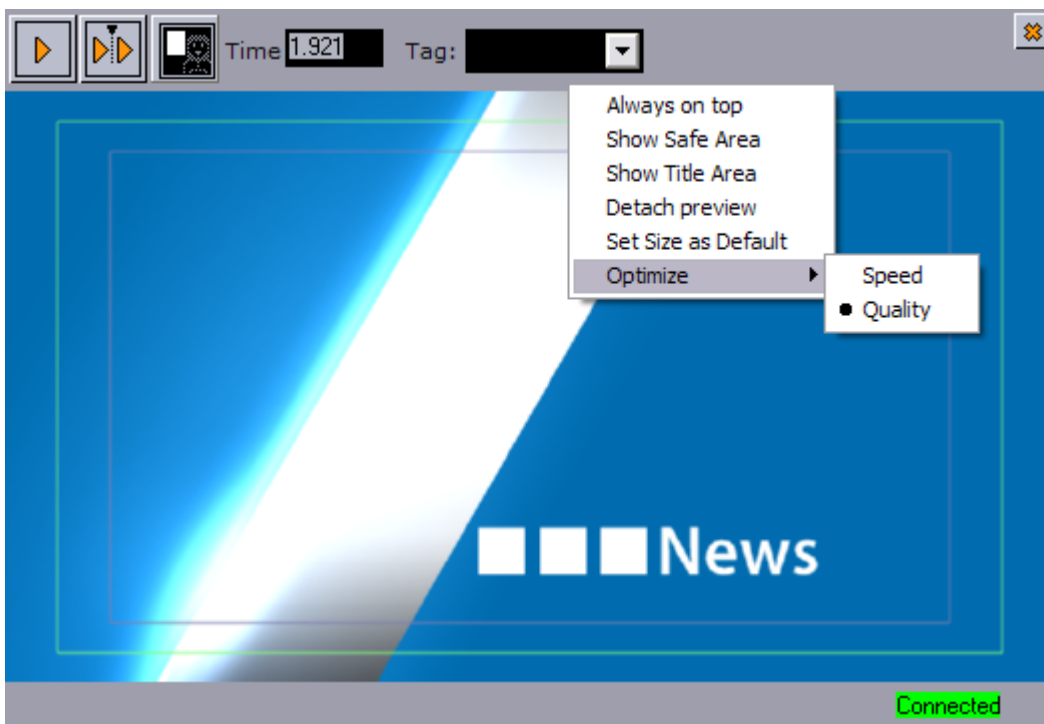 Time 1.921 Tag:
Always on top
Show Safe Area
Show Title Area
Detach preview
Set Size as Default
Optimize
Speed
Quality
News
Connected